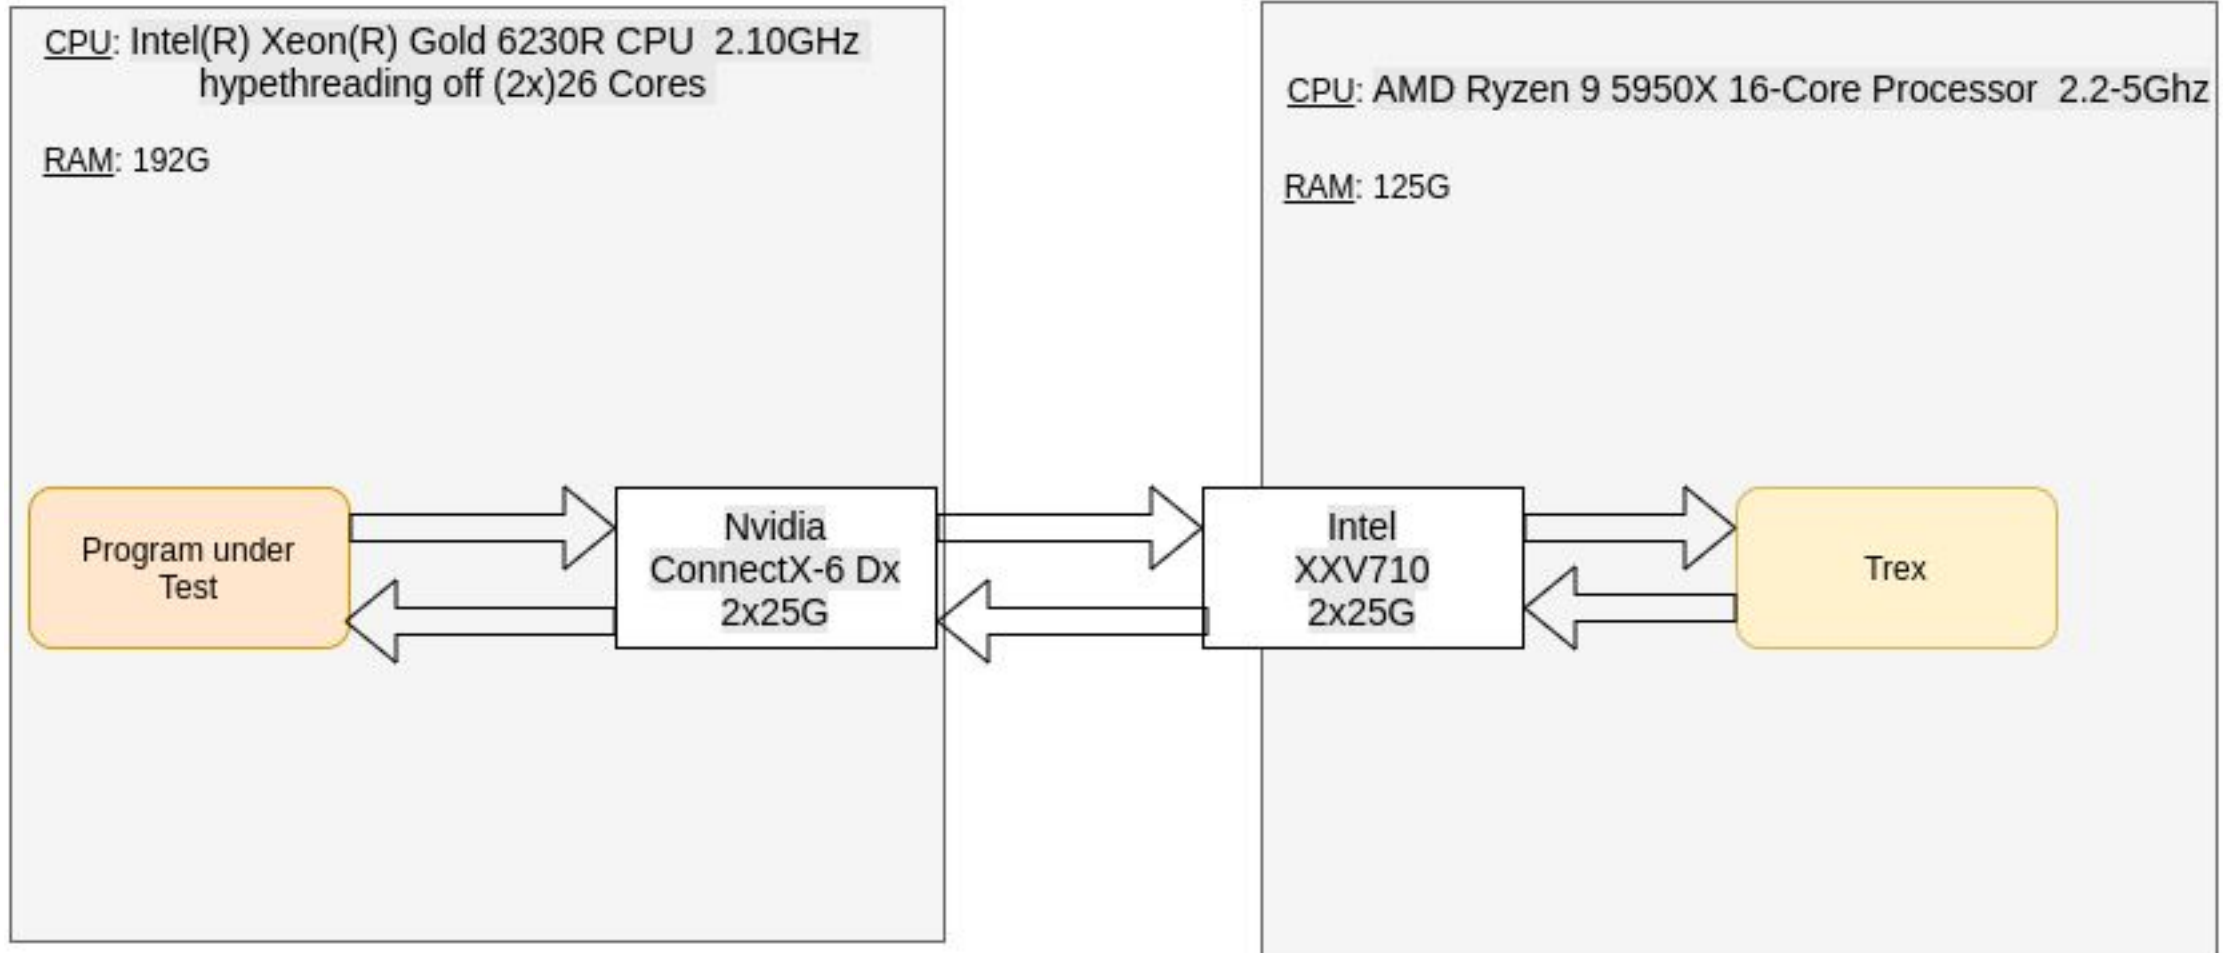 CPU: Intel(R) Xeon(R) Gold 6230R CPU 2.10GHz
hypethreading off (2x)26 Cores
RAM: 192G
CPU: AMD Ryzen 9 5950X 16-Core Processor 2.2-5Ghz
RAM: 125G
Program under
Test
Nvidia
ConnectX-6 Dx
2x25G
Intel
XXV710
2x25G
Trex